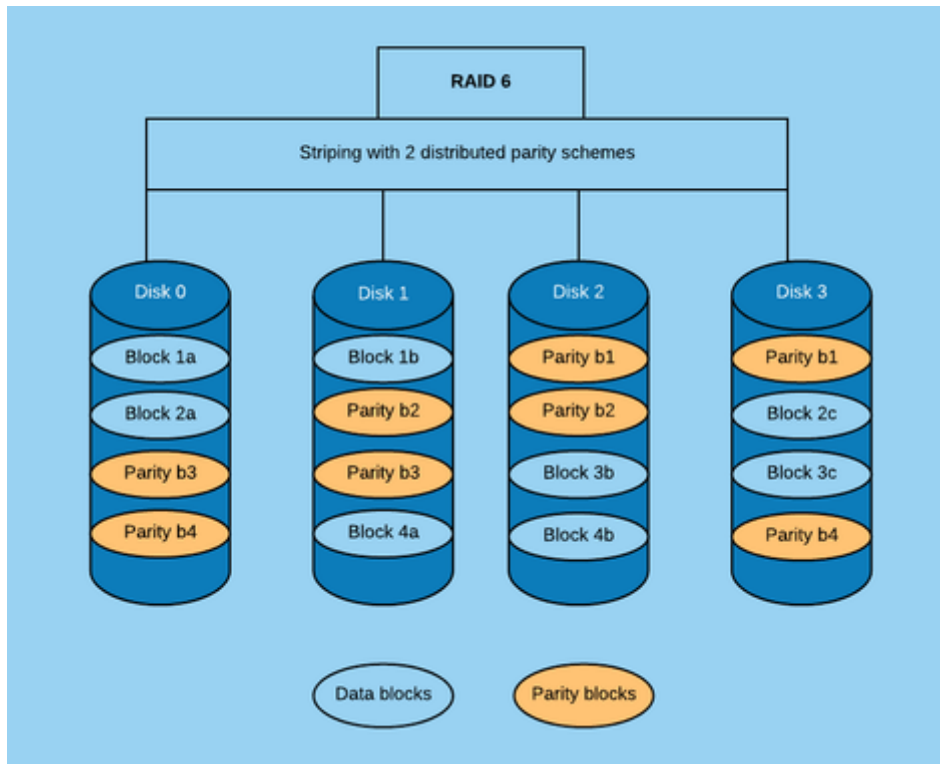 RAID 6
Striping with 2 distributed parity schemes
Disk 0
Disk 1
Disk 2
Disk 3
Block 1a
Block 1b
Parity b1
Parity b1
Block 2a
Parity b2
Parity b2
Block 2c
Parity b3
Parity b3
Block 3b
Block 3c
Parity b4
Block 4a
Block 4b
Parity b4
Data blocks
Parity blocks